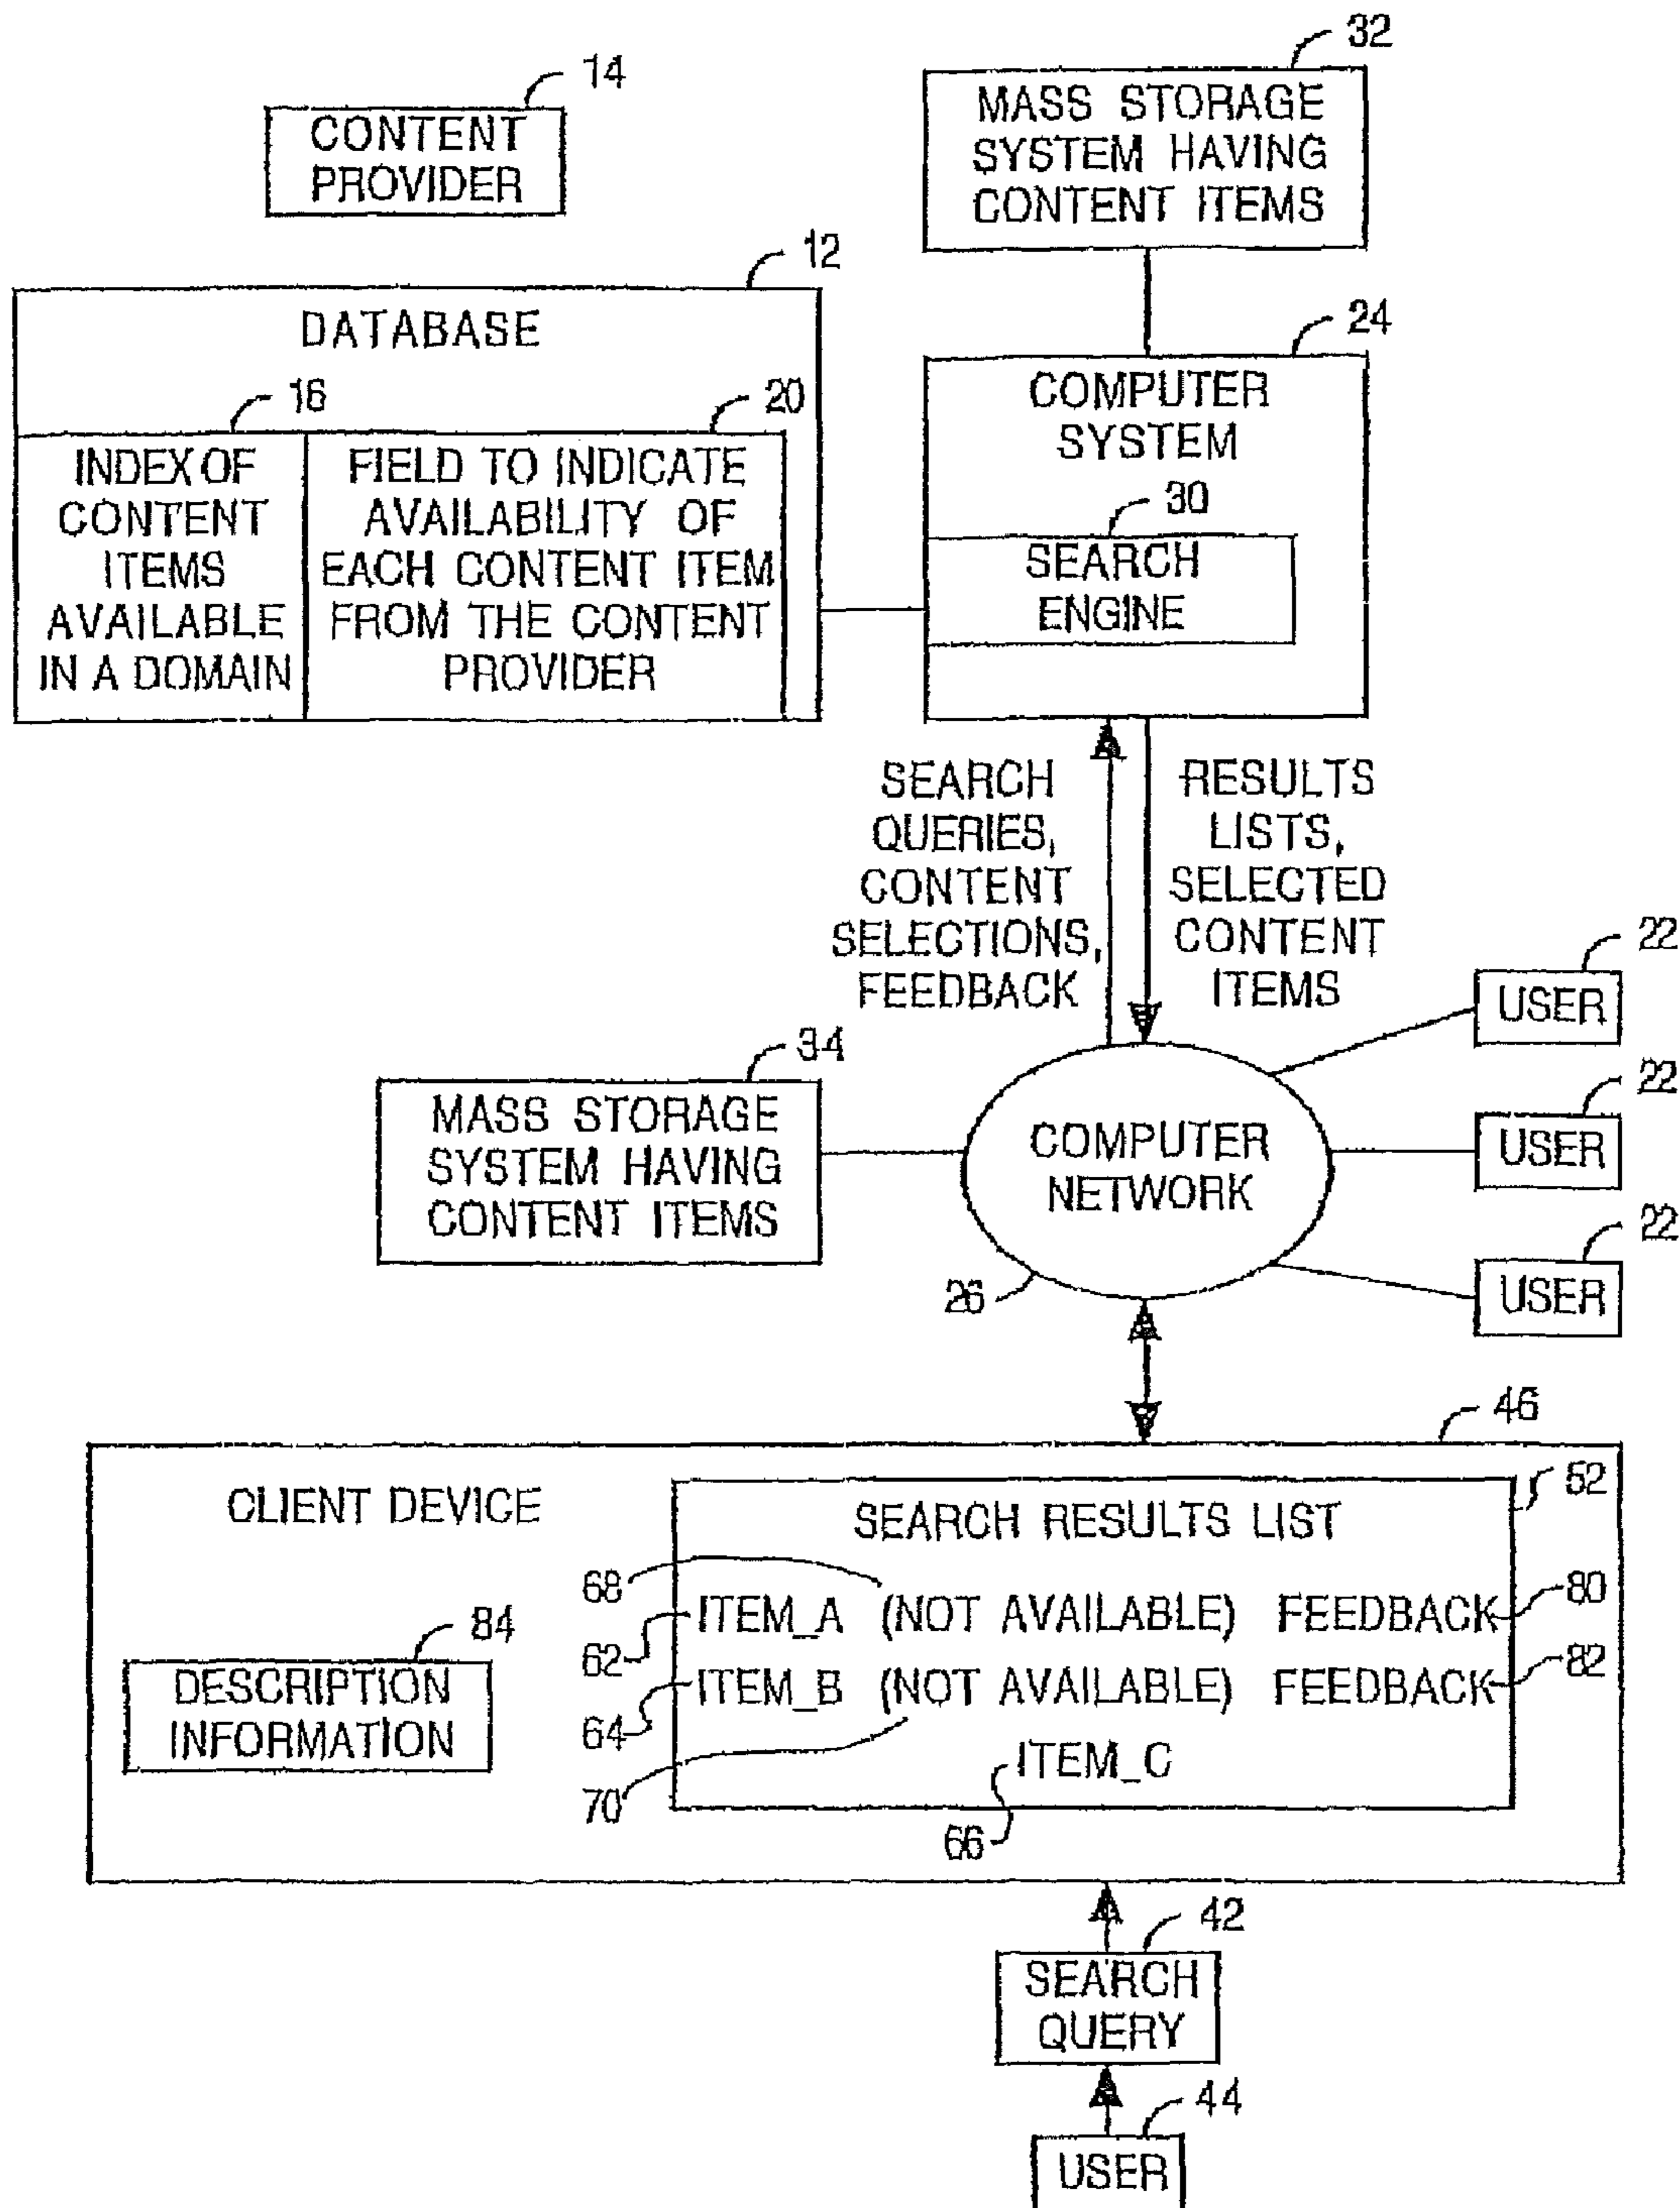 14
CONTENT
PROVIDER
32
MASS STORAGE
SYSTEM HAVING
CONTENT ITEMS
12
DATABASE
16
INDEX OF
CONTENT
ITEMS
AVAILABLE
IN A DOMAIN
20
FIELD TO INDICATE
AVAILABILITY OF
EACH CONTENT ITEM
FROM THE CONTENT
PROVIDER
24
COMPUTER
SYSTEM
30
SEARCH
ENGINE
SEARCH
QUERIES,
CONTENT
SELECTIONS,
FEEDBACK
RESULTS
LISTS,
SELECTED
CONTENT
ITEMS
22
USER
22
USER
22
USER
34
MASS STORAGE
SYSTEM HAVING
CONTENT ITEMS
COMPUTER
NETWORK
26
46
CLIENT DEVICE
52
SEARCH RESULTS LIST
68
ITEM_A (NOT AVAILABLE) FEEDBACK 80
62
ITEM_B (NOT AVAILABLE) FEEDBACK 82
64
70
ITEM_C
66
84
DESCRIPTION
INFORMATION
42
SEARCH
QUERY
44
USER